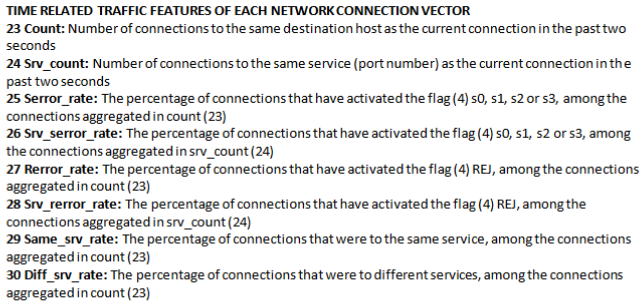 TIME RELATED TRAFFIC FEATURES OF EACH NETWORK CONNECTION VECTOR
23 Count: Number of connections to the same destination host as the current connection in the past two
seconds
24 Srv_count: Number of connections to the same service (port number) as the current connection in the
past two seconds
25 Serror_rate: The percentage of connections that have activated the flag (4) s0, s1, s2 or s3, among the
connections aggregated in count (23)
26 Srv_serror_rate: The percentage of connections that have activated the flag (4) s0, s1, s2 or s3, among
the connections aggregated in srv_count (24)
27 Rerror_rate: The percentage of connections that have activated the flag (4) REJ, among the connections
aggregated in count (23)
28 Srv_rerror_rate: The percentage of connections that have activated the flag (4) REJ, among the
connections aggregated in srv_count (24)
29 Same_srv_rate: The percentage of connections that were to the same service, among the connections
aggregated in count (23)
30 Diff_srv_rate: The percentage of connections that were to different services, among the connections
aggregated in count (23)